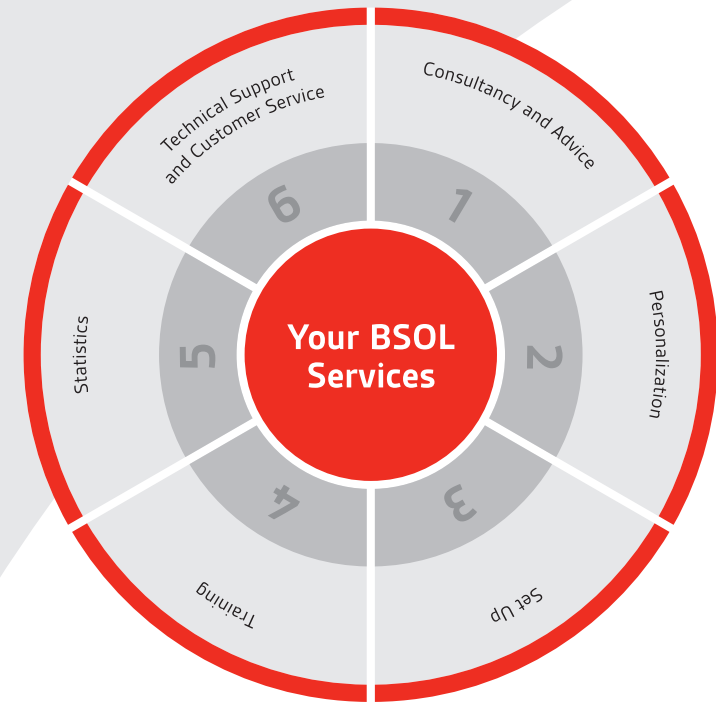 Your BSOL
Services
1
Consultancy and Advice
2
Personalization
3
Set Up
4
Training
5
Statistics
6
Technical Support
and Customer Service